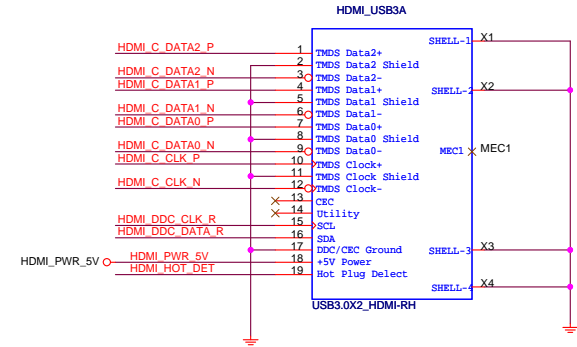 HDMI_USB3A
HDMI_C_DATA2_P 1 TMDS Data2+ SHELL-1 X1
2 TMDS Data2 Shield
HDMI_C_DATA2_N 3 TMDS Data2-
HDMI_C_DATA1_P 4 TMDS Data1+ SHELL-2 X2
5 TMDS Data1 Shield
HDMI_C_DATA1_N 6 TMDS Data1-
HDMI_C_DATA0_P 7 TMDS Data0+
8 TMDS Data0 Shield
HDMI_C_DATA0_N 9 TMDS Data0- MEC1 MEC1
HDMI_C_CLK_P 10 TMDS Clock+
11 TMDS Clock Shield
HDMI_C_CLK_N 12 TMDS Clock-
13 CEC
14 Utility
HDMI_DDC_CLK_R 15 SCL
HDMI_DDC_DATA_R 16 SDA
17 DDC/CEC Ground SHELL-3 X3
HDMI_PWR_5V HDMI_PWR_5V 18 +5V Power
HDMI_HOT_DET 19 Hot Plug Delect
SHELL-4 X4
USB3.0X2_HDMI-RH